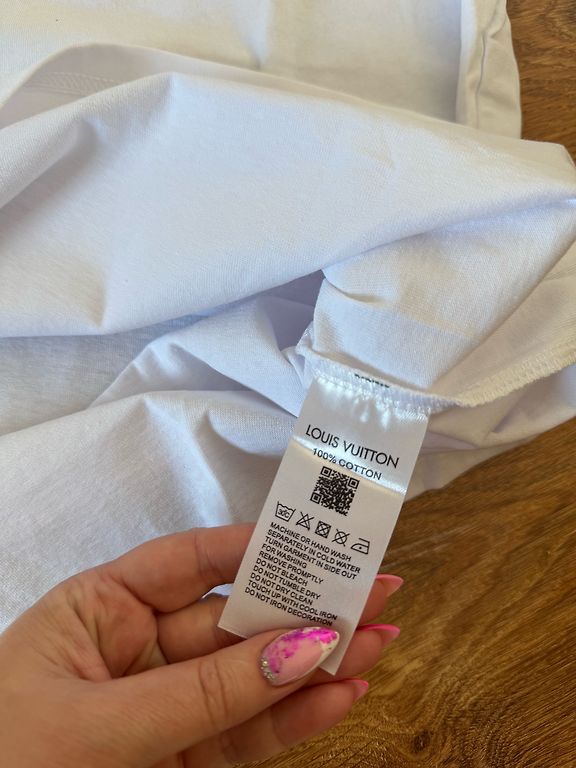 LOUIS VUITTON
100% COTTON
30C
MACHINE OR HAND WASH
SEPARATELY IN COLD WATER
TURN GARMENT IN SIDE OUT
FOR WASHING
REMOVE PROMPTLY
DO NOT BLEACH
DO NOT TUMBLE DRY
DO NOT DRY CLEAN
TOUCH UP WITH COOL IRON
DO NOT IRON DECORATION